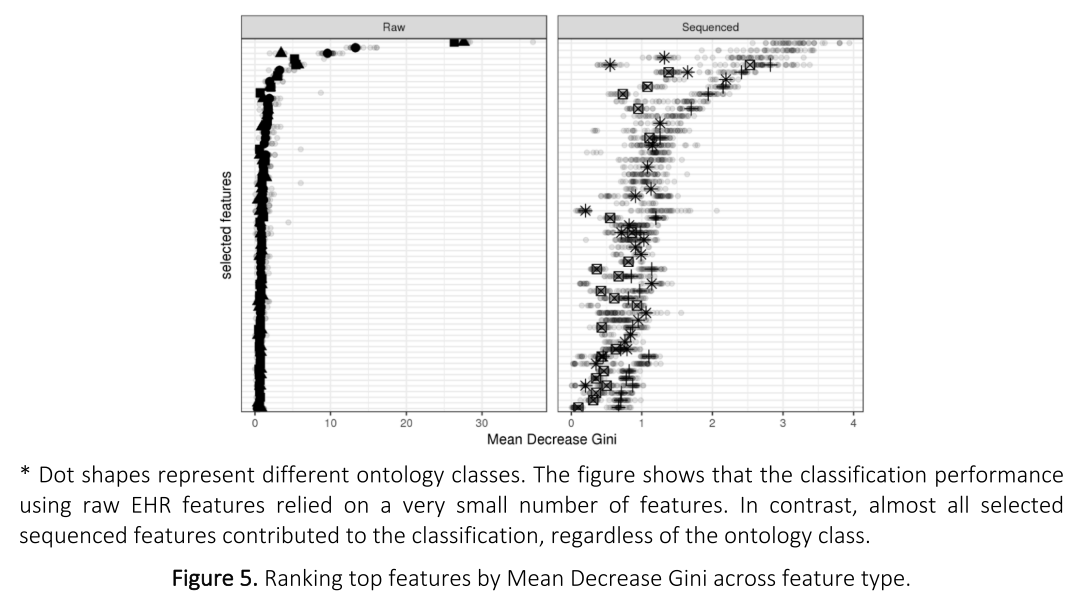 Raw
Sequenced
selected features
0 10 20 30
0 1 2 3 4
Mean Decrease Gini
* Dot shapes represent different ontology classes. The figure shows that the classification performance
using raw EHR features relied on a very small number of features. In contrast, almost all selected
sequenced features contributed to the classification, regardless of the ontology class.
Figure 5. Ranking top features by Mean Decrease Gini across feature type.